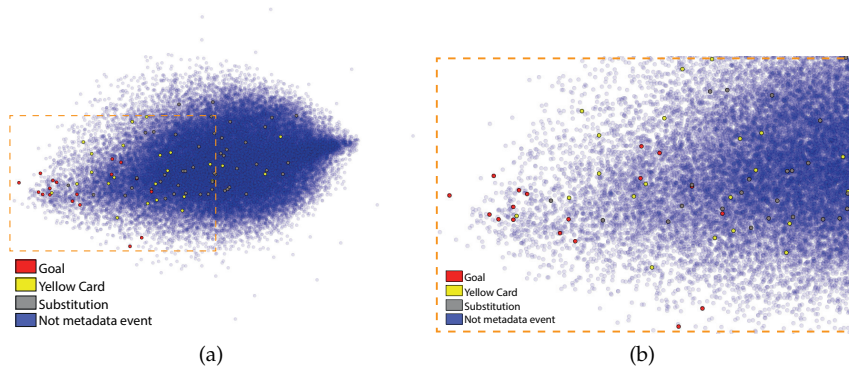 Goal
Yellow Card
Substitution
Not metadata event
(a)
Goal
Yellow Card
Substitution
Not metadata event
(b)